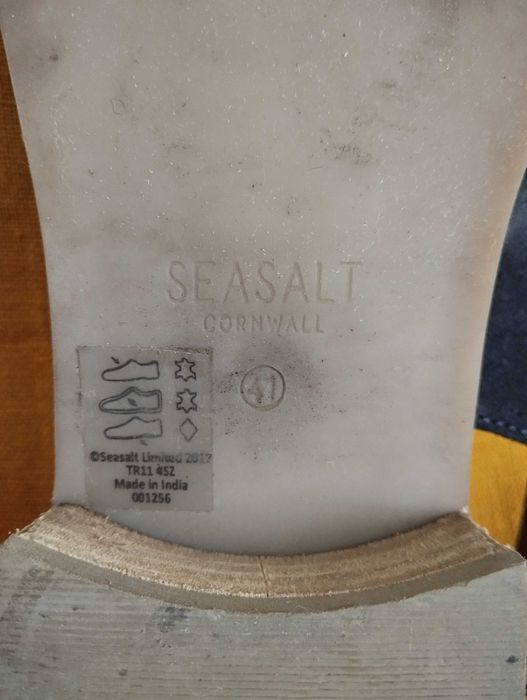 SEASALT
CORNWALL
41
©Seasalt Limited 2017
TR11 4SZ
Made in India
001256